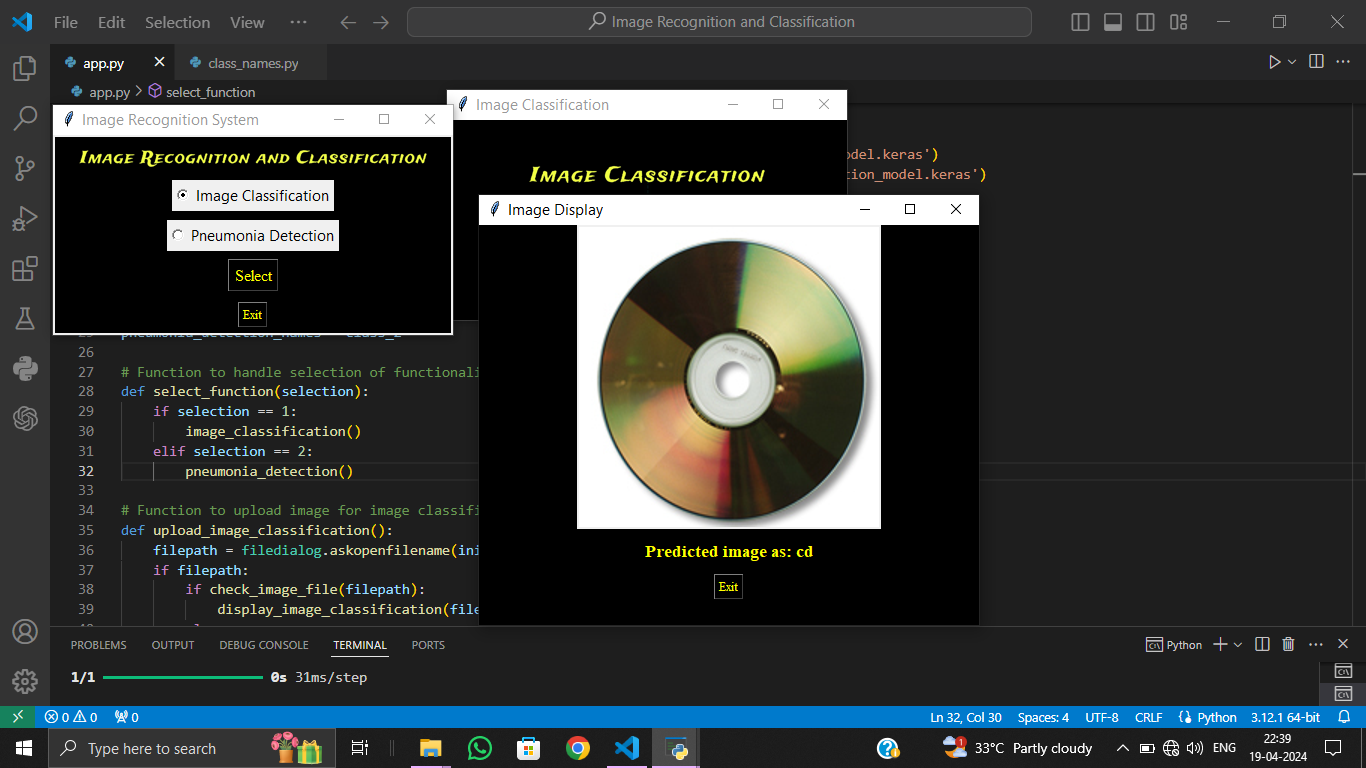 File Edit Selection View ··· Image Recognition and Classification
app.py class_names.py
app.py > select_function
Image Recognition System
Image Recognition and Classification
Image Classification
Pneumonia Detection
Select
Exit
Image Classification
Image Classification
odel.keras')
ion_model.keras')
Image Display
Predicted image as: cd
Exit
26
27 # Function to handle selection of functionali
28 def select_function(selection):
29 if selection == 1:
30 image_classification()
31 elif selection == 2:
32 pneumonia_detection()
33
34 # Function to upload image for image classifi
35 def upload_image_classification():
36 filepath = filedialog.askopenfilename(ini
37 if filepath:
38 if check_image_file(filepath):
39 display_image_classification(file
PROBLEMS OUTPUT DEBUG CONSOLE TERMINAL PORTS Python
1/1 0s 31ms/step
0 0 0 Ln 32, Col 30 Spaces: 4 UTF-8 CRLF Python 3.12.1 64-bit
Type here to search 1 33°C Partly cloudy ENG 22:39
19-04-2024